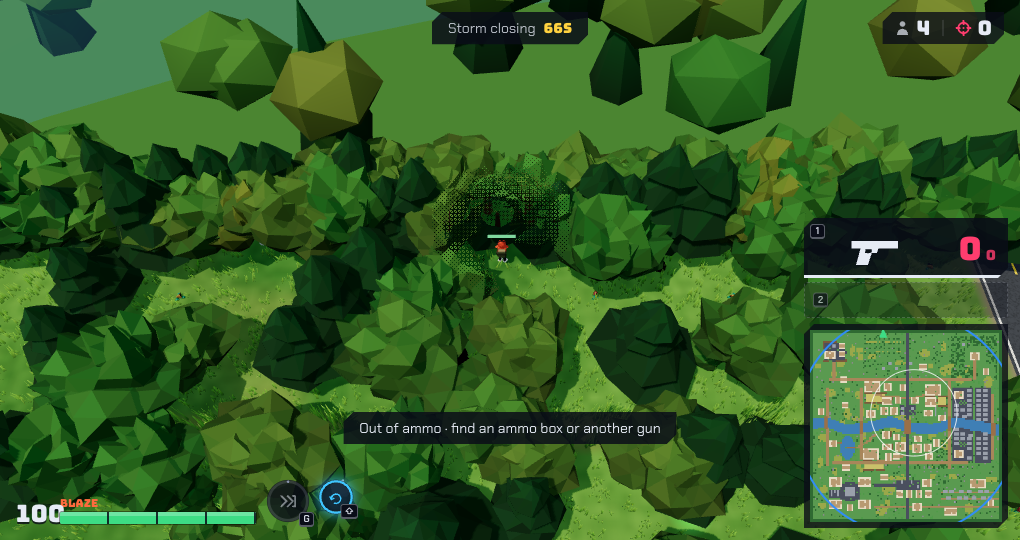 Storm closing 66S
4 0
1
0 0
2
Out of ammo · find an ammo box or another gun
100 BLAZE
G